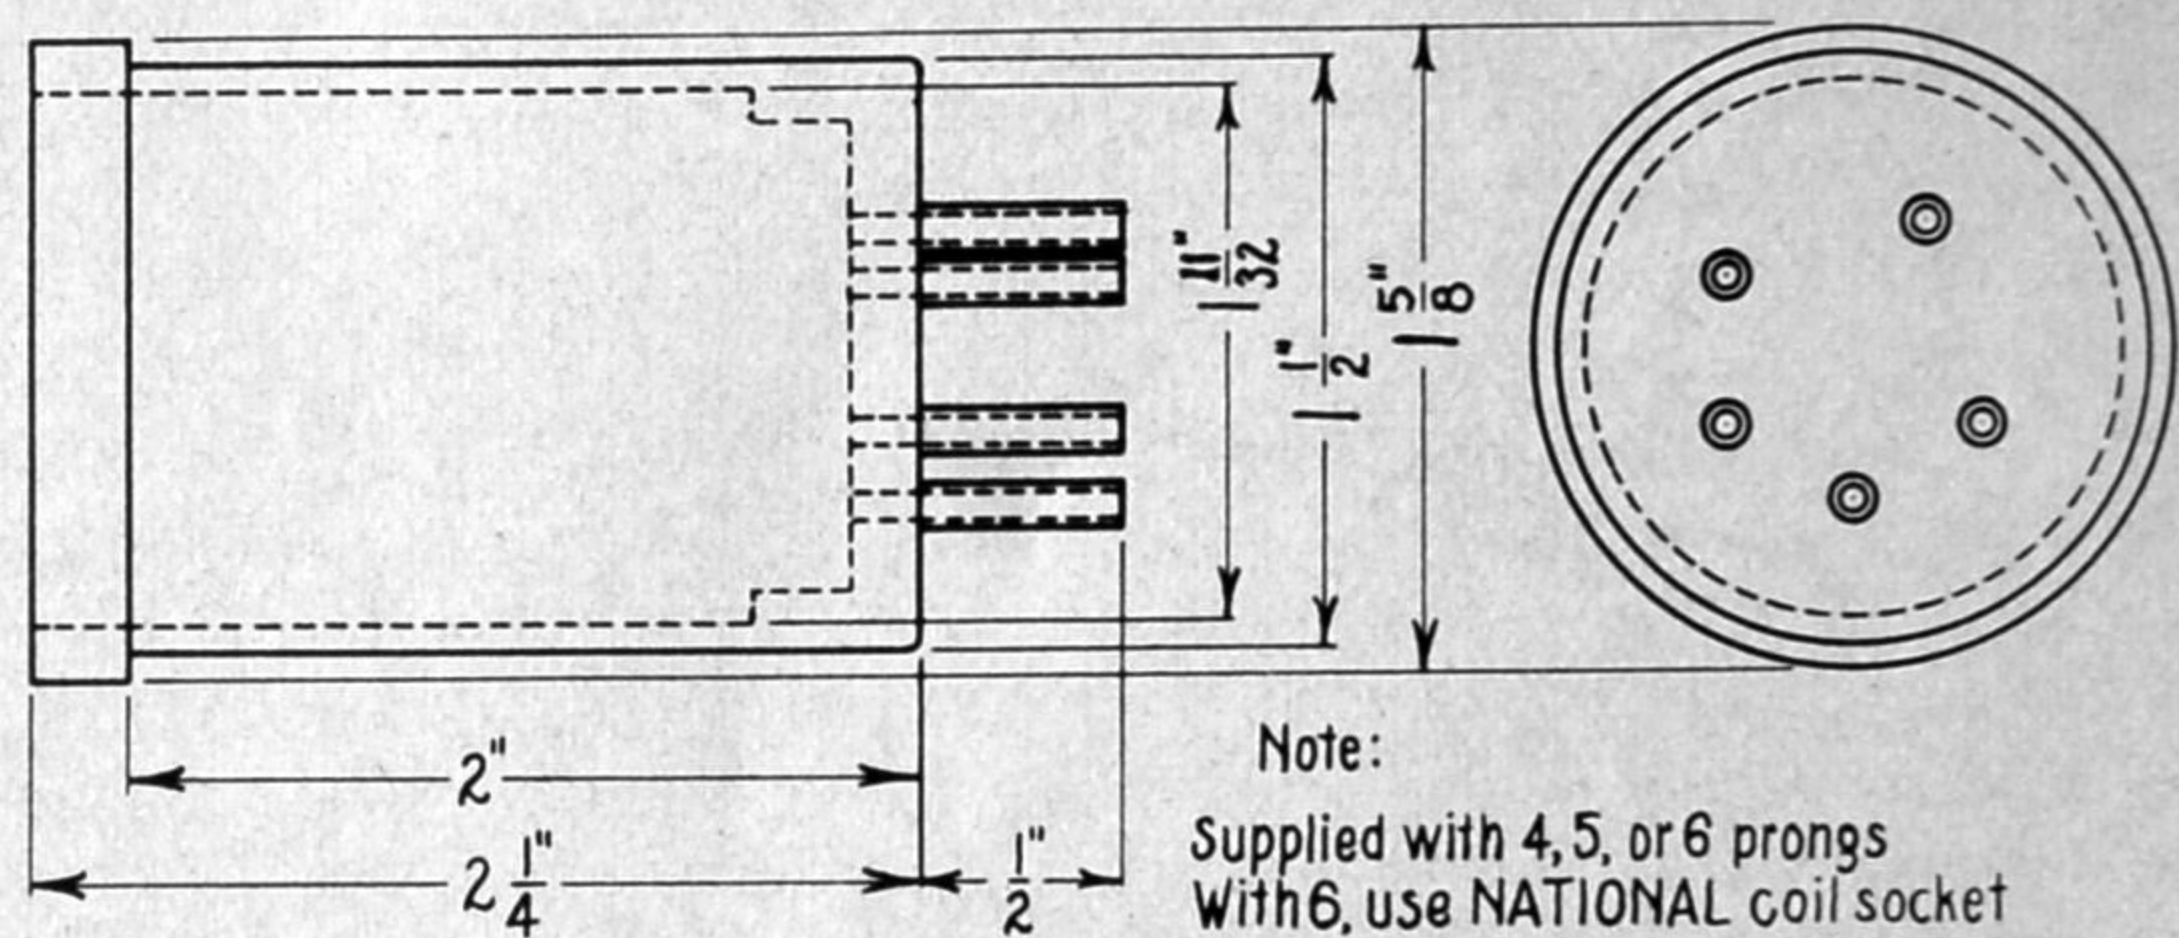 1 11/32"
1 1/2"
1 5/8"
2"
2 1/4"
1/2"
Note:
Supplied with 4, 5, or 6 prongs
With 6, use NATIONAL coil socket